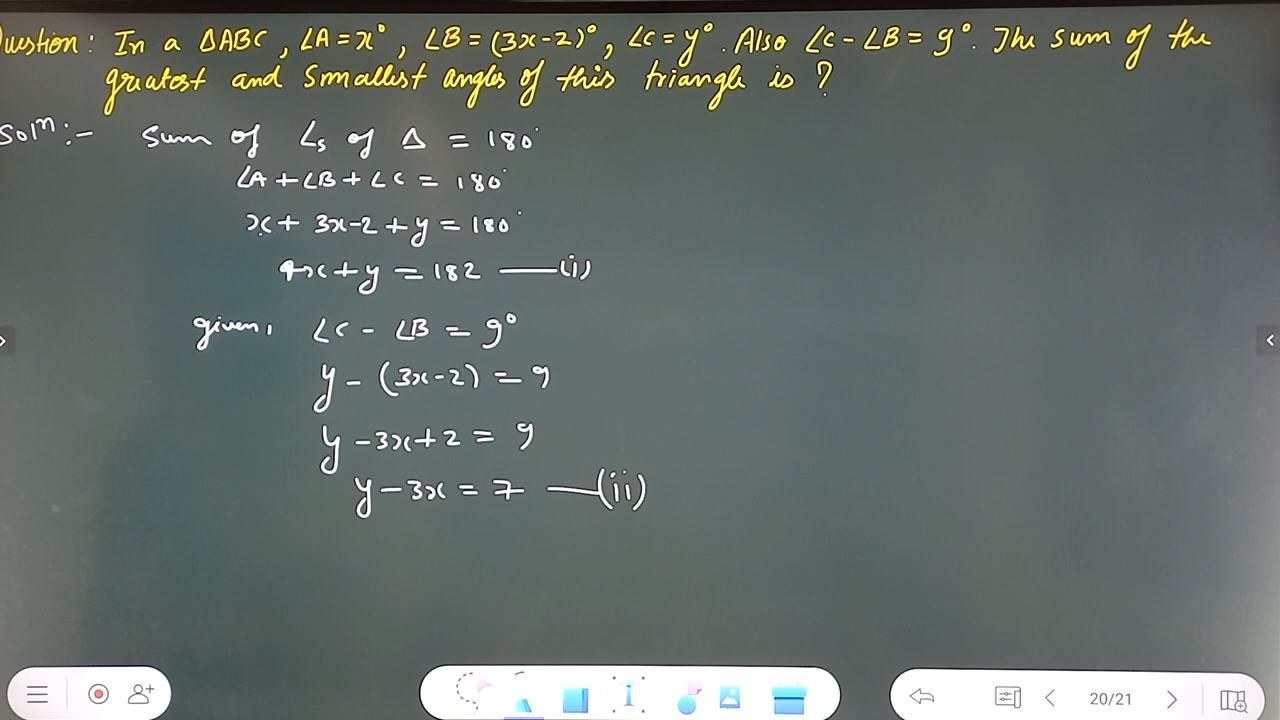 uestion: In a ΔABC, ∠A = x°, ∠B = (3x-2)°, ∠C = y°. Also ∠C - ∠B = 9°. The sum of the
greatest and smallest angles of this triangle is ?
Solⁿ:- Sum of ∠s of Δ = 180°
∠A + ∠B + ∠C = 180°
x + 3x-2 + y = 180°
4x + y = 182 —(i)
given, ∠C - ∠B = 9°
y - (3x-2) = 9
y - 3x + 2 = 9
y - 3x = 7 —(ii)
20/21